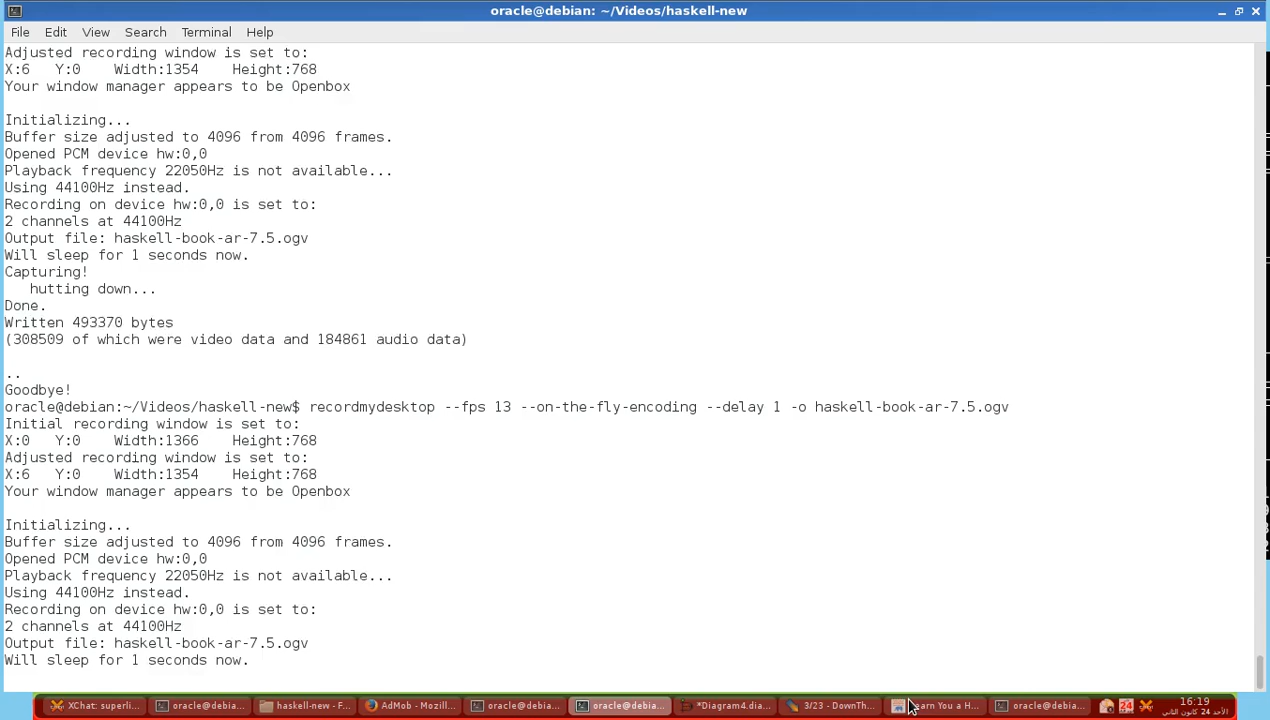 oracle@debian: ~/Videos/haskell-new
File Edit View Search Terminal Help
Adjusted recording window is set to:
X:6   Y:0    Width:1354    Height:768
Your window manager appears to be Openbox
Initializing...
Buffer size adjusted to 4096 from 4096 frames.
Opened PCM device hw:0,0
Playback frequency 22050Hz is not available...
Using 44100Hz instead.
Recording on device hw:0,0 is set to:
2 channels at 44100Hz
Output file: haskell-book-ar-7.5.ogv
Will sleep for 1 seconds now.
Capturing!
hutting down...
Done.
Written 493370 bytes
(308509 of which were video data and 184861 audio data)
..
Goodbye!
oracle@debian:~/Videos/haskell-new$ recordmydesktop --fps 13 --on-the-fly-encoding --delay 1 -o haskell-book-ar-7.5.ogv
Initial recording window is set to:
X:0   Y:0    Width:1366    Height:768
Adjusted recording window is set to:
X:6   Y:0    Width:1354    Height:768
Your window manager appears to be Openbox
Initializing...
Buffer size adjusted to 4096 from 4096 frames.
Opened PCM device hw:0,0
Playback frequency 22050Hz is not available...
Using 44100Hz instead.
Recording on device hw:0,0 is set to:
2 channels at 44100Hz
Output file: haskell-book-ar-7.5.ogv
Will sleep for 1 seconds now.
XChat: superli... oracle@debia... haskell-new - F... AdMob - Mozill... oracle@debia... oracle@debia... *Diagram4.dia... 3/23 - DownTh... You a H... oracle@debia... 24 16:19
الأحد 24 كانون الثاني